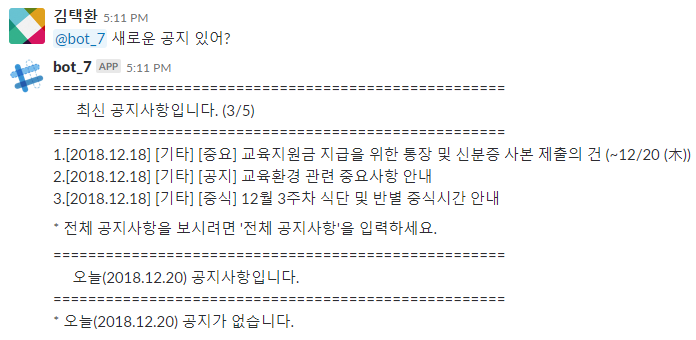 김택환 5:11 PM
@bot_7 새로운 공지 있어?
bot_7 APP 5:11 PM
====================================================
최신 공지사항입니다. (3/5)
====================================================
1.[2018.12.18] [기타] [중요] 교육지원금 지급을 위한 통장 및 신분증 사본 제출의 건 (~12/20 (木))
2.[2018.12.18] [기타] [공지] 교육환경 관련 중요사항 안내
3.[2018.12.18] [기타] [중식] 12월 3주차 식단 및 반별 중식시간 안내
* 전체 공지사항을 보시려면 '전체 공지사항'을 입력하세요.
====================================================
오늘(2018.12.20) 공지사항입니다.
====================================================
* 오늘(2018.12.20) 공지가 없습니다.